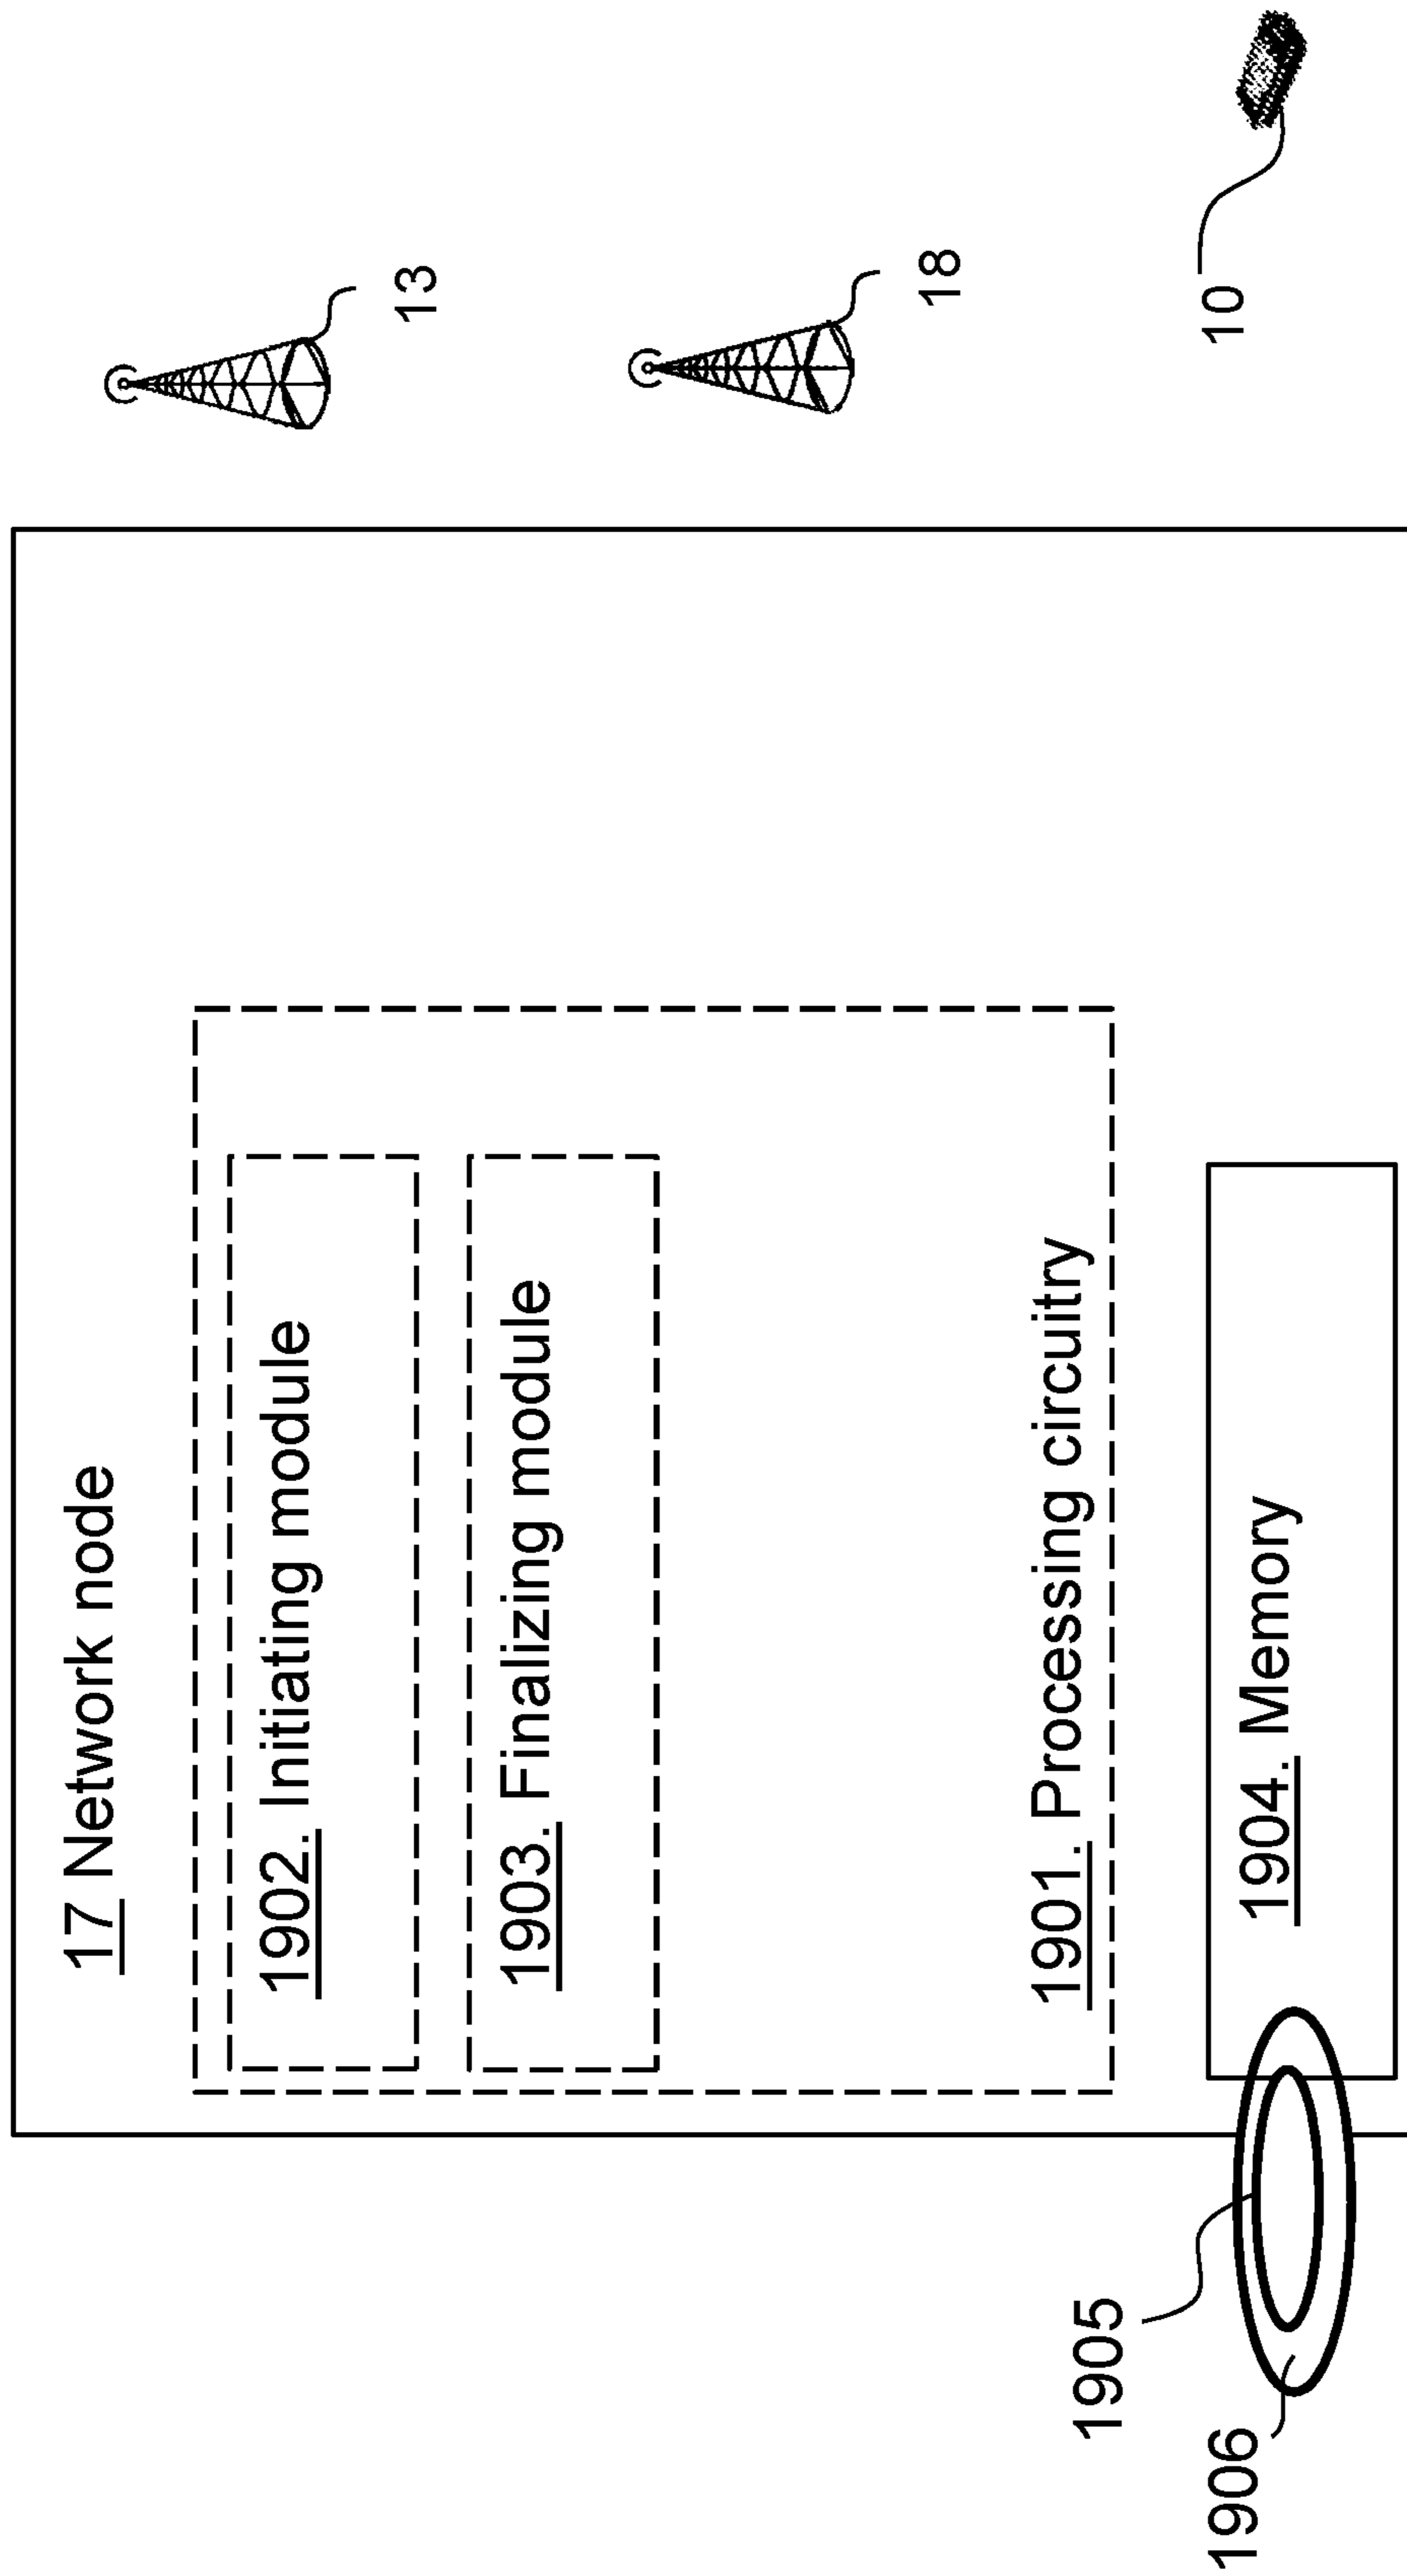 17 Network node
1902. Initiating module
1903. Finalizing module
1901. Processing circuitry
1904. Memory
1905
1906
13
18
10